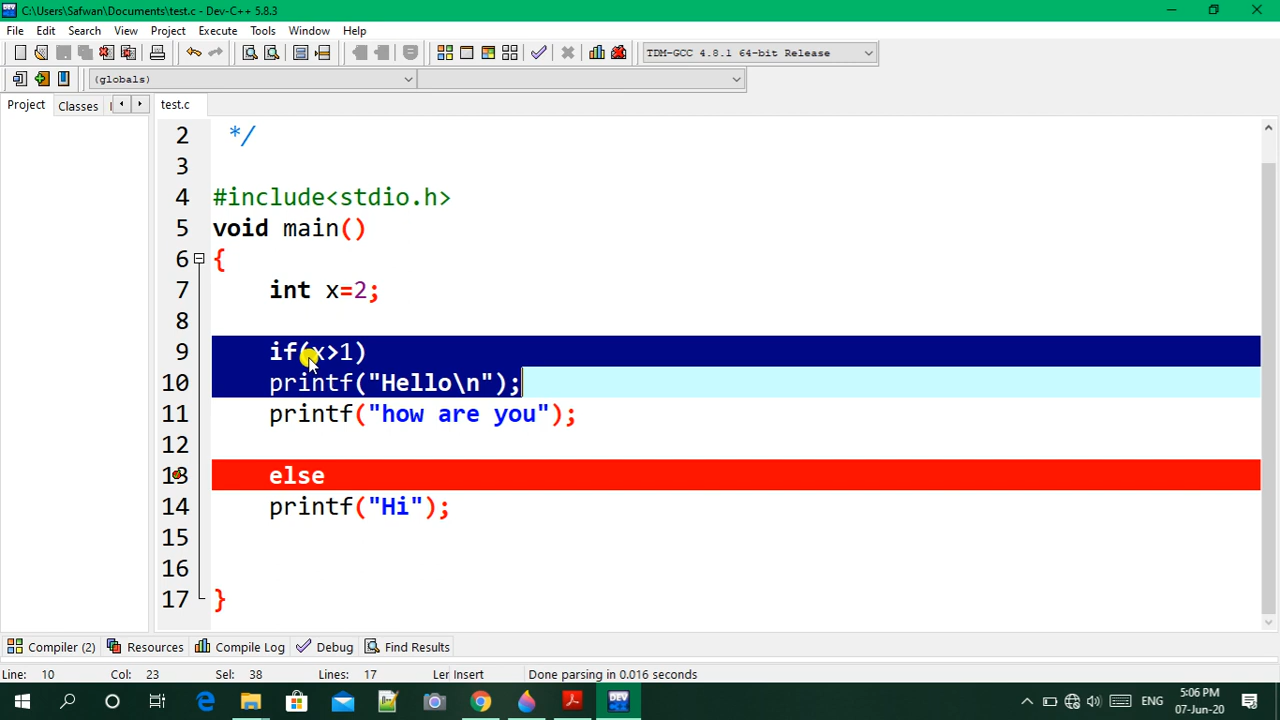 C:\Users\Safwan\Documents\test.c - Dev-C++ 5.8.3
File Edit Search View Project Execute Tools Window Help
TDM-GCC 4.8.1 64-bit Release
(globals)
Project Classes test.c
2 */
3
4 #include<stdio.h>
5 void main()
6 {
7 int x=2;
8
9 if(x>1)
10 printf("Hello\n");
11 printf("how are you");
12
13 else
14 printf("Hi");
15
16
17 }
Compiler (2) Resources Compile Log Debug Find Results
Line: 10 Col: 23 Sel: 38 Lines: 17 Ler Insert Done parsing in 0.016 seconds
ENG 5:06 PM
07-Jun-20